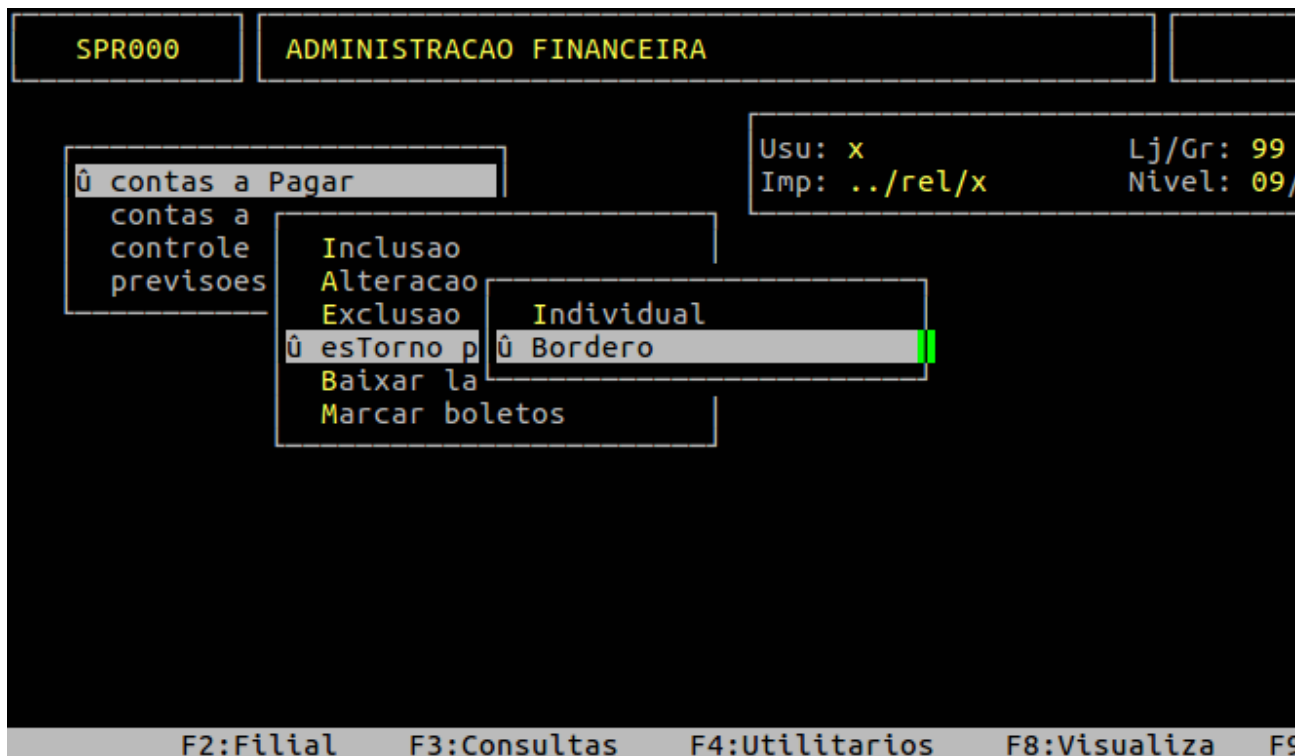 SPR000 ADMINISTRACAO FINANCEIRA
Usu: x Lj/Gr: 99
û contas a Pagar Imp: ../rel/x Nivel: 09/
contas a
controle Inclusao
previsoes Alteracao
Exclusao Individual
û esTorno p û Bordero
Baixar la
Marcar boletos
F2:Filial F3:Consultas F4:Utilitarios F8:Visualiza F9